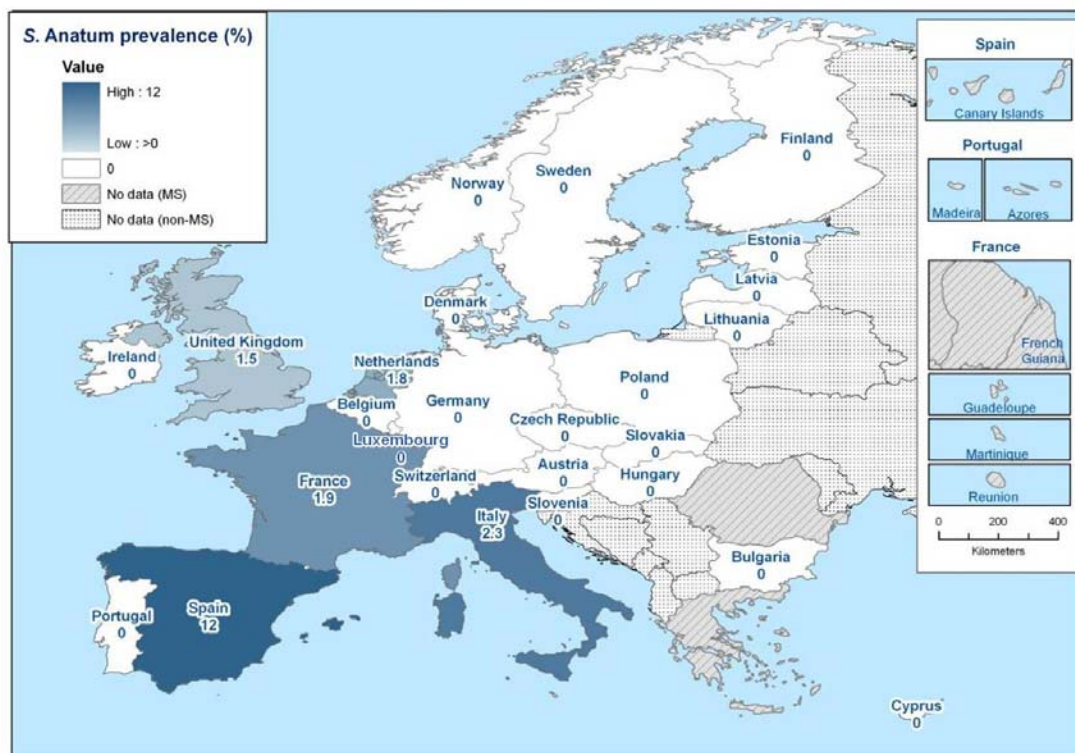 S. Anatum prevalence (%)
Value
High : 12
Low : >0
0
No data (MS)
No data (non-MS)
Norway
0
Sweden
0
Finland
0
Estonia
0
Latvia
0
Lithuania
0
Denmark
0
Ireland
0
United Kingdom
1.5
Netherlands
1.8
Belgium
0
Germany
0
Poland
0
Luxembourg
0
Czech Republic
0
Slovakia
0
France
1.9
Switzerland
0
Austria
0
Hungary
0
Slovenia
0
Italy
2.3
Bulgaria
0
Portugal
0
Spain
12
Cyprus
0
Spain
Canary Islands
Portugal
Madeira
Azores
France
French
Guiana
Guadeloupe
Martinique
Reunion
0 200 400
Kilometers